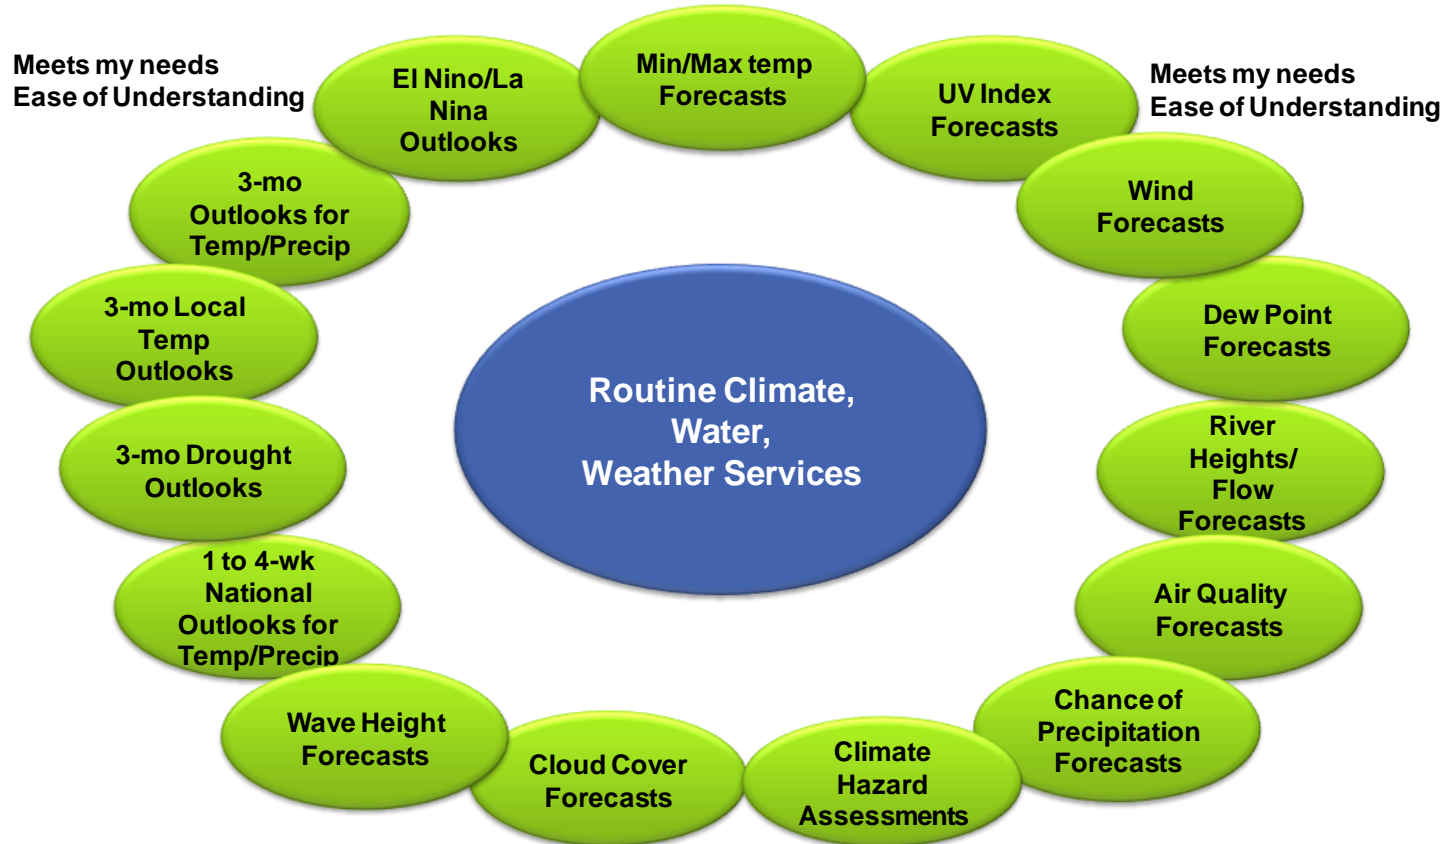 Meets my needs
Ease of Understanding
El Nino/La
Nina
Outlooks
Min/Max temp
Forecasts
UV Index
Forecasts
Meets my needs
Ease of Understanding
3-mo
Outlooks for
Temp/Precip
Wind
Forecasts
3-mo Local
Temp
Outlooks
Dew Point
Forecasts
Routine Climate,
Water,
Weather Services
3-mo Drought
Outlooks
River
Heights/
Flow
Forecasts
1 to 4-wk
National
Outlooks for
Temp/Precip
Air Quality
Forecasts
Wave Height
Forecasts
Cloud Cover
Forecasts
Climate
Hazard
Assessments
Chance of
Precipitation
Forecasts